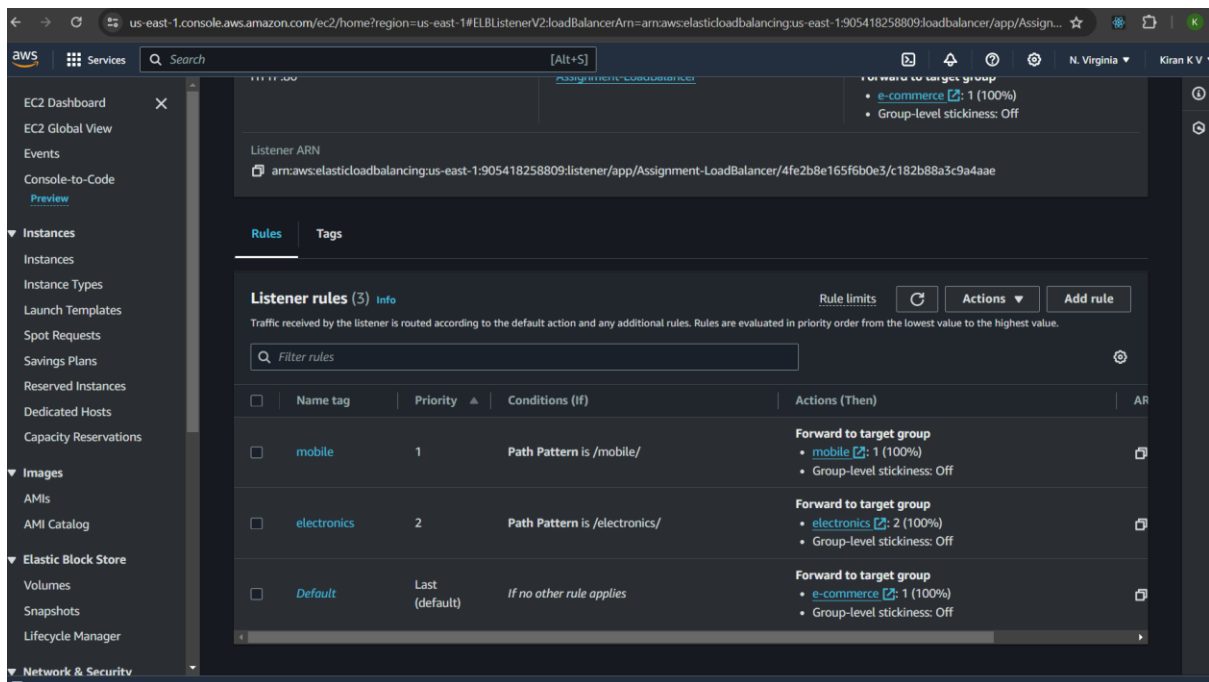 us-east-1.console.aws.amazon.com/ec2/home?region=us-east-1#ELBListenerV2:loadBalancerArn=arn:aws:elasticloadbalancing:us-east-1:905418258809:loadbalancer/app/Assign...
K
aws Services Search [Alt+S] N. Virginia ▼ Kiran K V
EC2 Dashboard
EC2 Global View
Events
Console-to-Code
Preview
Instances
Instances
Instance Types
Launch Templates
Spot Requests
Savings Plans
Reserved Instances
Dedicated Hosts
Capacity Reservations
Images
AMIs
AMI Catalog
Elastic Block Store
Volumes
Snapshots
Lifecycle Manager
Network & Security
HTTP:80 Assignment-LoadBalancer Forward to target group
• e-commerce: 1 (100%)
• Group-level stickiness: Off
Listener ARN
arn:aws:elasticloadbalancing:us-east-1:905418258809:listener/app/Assignment-LoadBalancer/4fe2b8e165f6b0e3/c182b88a3c9a4aae
Rules Tags
Listener rules (3) Info Rule limits Actions ▼ Add rule
Traffic received by the listener is routed according to the default action and any additional rules. Rules are evaluated in priority order from the lowest value to the highest value.
Filter rules
Name tag Priority Conditions (If) Actions (Then) AR
Forward to target group
mobile 1 Path Pattern is /mobile/ • mobile: 1 (100%)
• Group-level stickiness: Off
Forward to target group
electronics 2 Path Pattern is /electronics/ • electronics: 2 (100%)
• Group-level stickiness: Off
Forward to target group
Default Last (default) If no other rule applies • e-commerce: 1 (100%)
• Group-level stickiness: Off